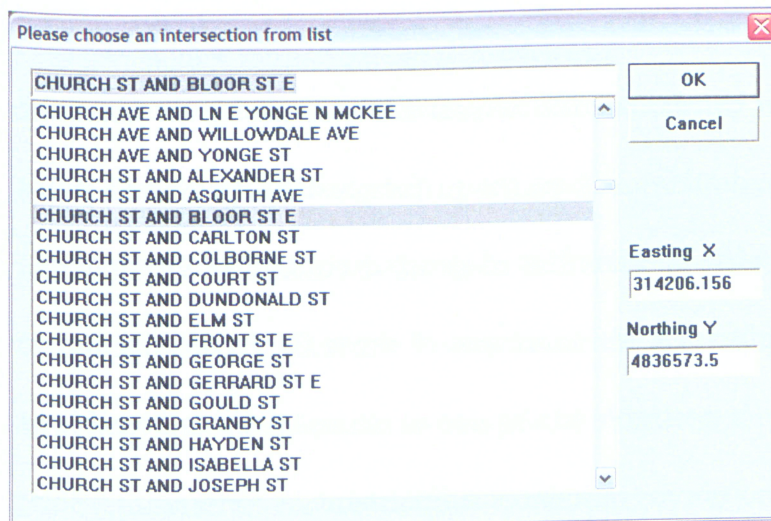 Please choose an intersection from list
CHURCH ST AND BLOOR ST E
CHURCH AVE AND LN E YONGE N MCKEE
CHURCH AVE AND WILLOWDALE AVE
CHURCH AVE AND YONGE ST
CHURCH ST AND ALEXANDER ST
CHURCH ST AND ASQUITH AVE
CHURCH ST AND BLOOR ST E
CHURCH ST AND CARLTON ST
CHURCH ST AND COLBORNE ST
CHURCH ST AND COURT ST
CHURCH ST AND DUNDONALD ST
CHURCH ST AND ELM ST
CHURCH ST AND FRONT ST E
CHURCH ST AND GEORGE ST
CHURCH ST AND GERRARD ST E
CHURCH ST AND GOULD ST
CHURCH ST AND GRANBY ST
CHURCH ST AND HAYDEN ST
CHURCH ST AND ISABELLA ST
CHURCH ST AND JOSEPH ST
OK
Cancel
Easting X
314206.156
Northing Y
4836573.5